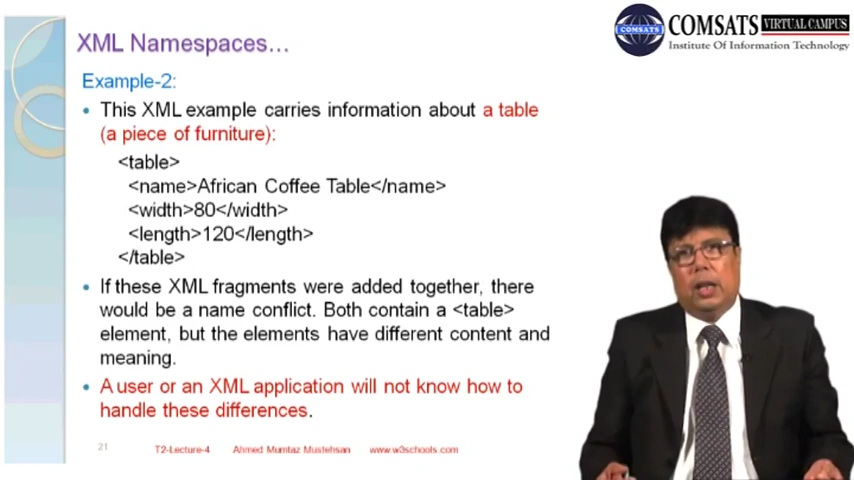 XML Namespaces...
COMSATS VIRTUAL CAMPUS
COMSATS
Institute Of Information Technology
Example-2:
• This XML example carries information about a table
(a piece of furniture):
<table>
<name>African Coffee Table</name>
<width>80</width>
<length>120</length>
</table>
• If these XML fragments were added together, there
would be a name conflict. Both contain a <table>
element, but the elements have different content and
meaning.
• A user or an XML application will not know how to
handle these differences.
21 T2-Lecture-4 Ahmed Mumtaz Mustehsan www.w3schools.com